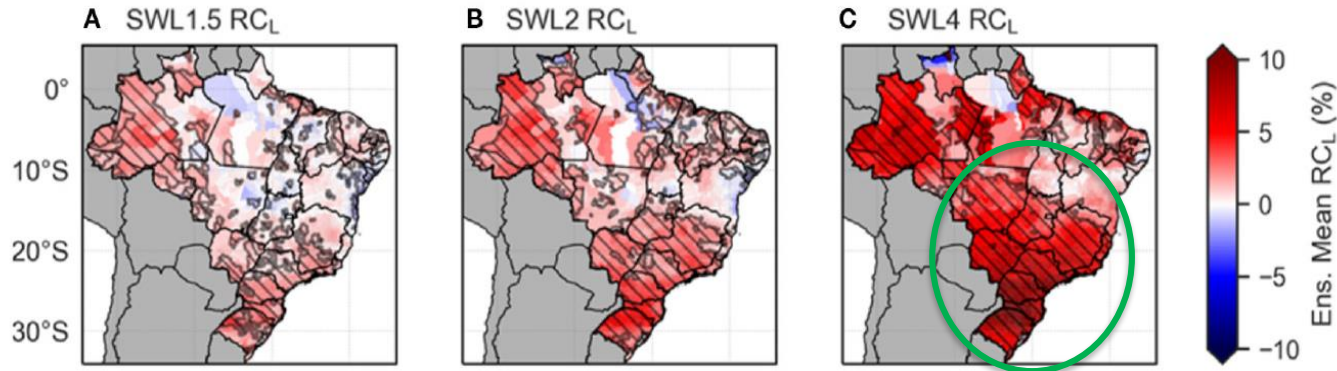 A SWL1.5 RCL
B SWL2 RCL
C SWL4 RCL
0°
10°S
20°S
30°S
10
5
0
−5
−10
Ens. Mean RCL (%)